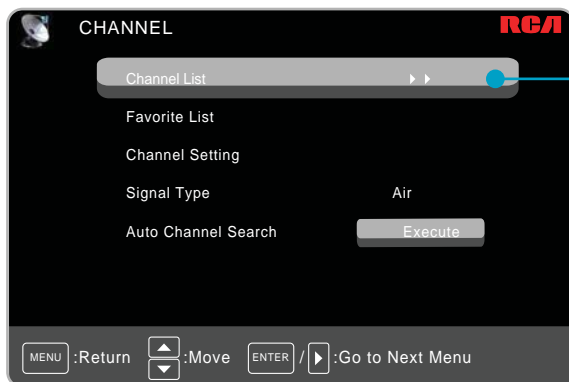 CHANNEL RCA
Channel List
Favorite List
Channel Setting
Signal Type Air
Auto Channel Search Execute
MENU :Return :Move ENTER / :Go to Next Menu